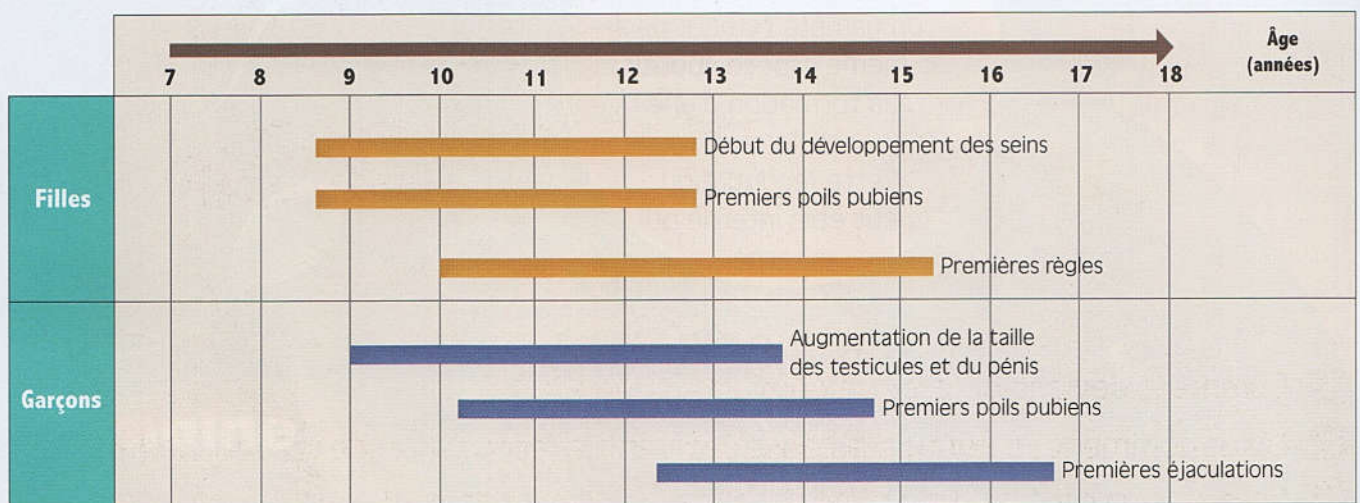 Âge
(années)
7 8 9 10 11 12 13 14 15 16 17 18
Filles
Début du développement des seins
Premiers poils pubiens
Premières règles
Garçons
Augmentation de la taille
des testicules et du pénis
Premiers poils pubiens
Premières éjaculations